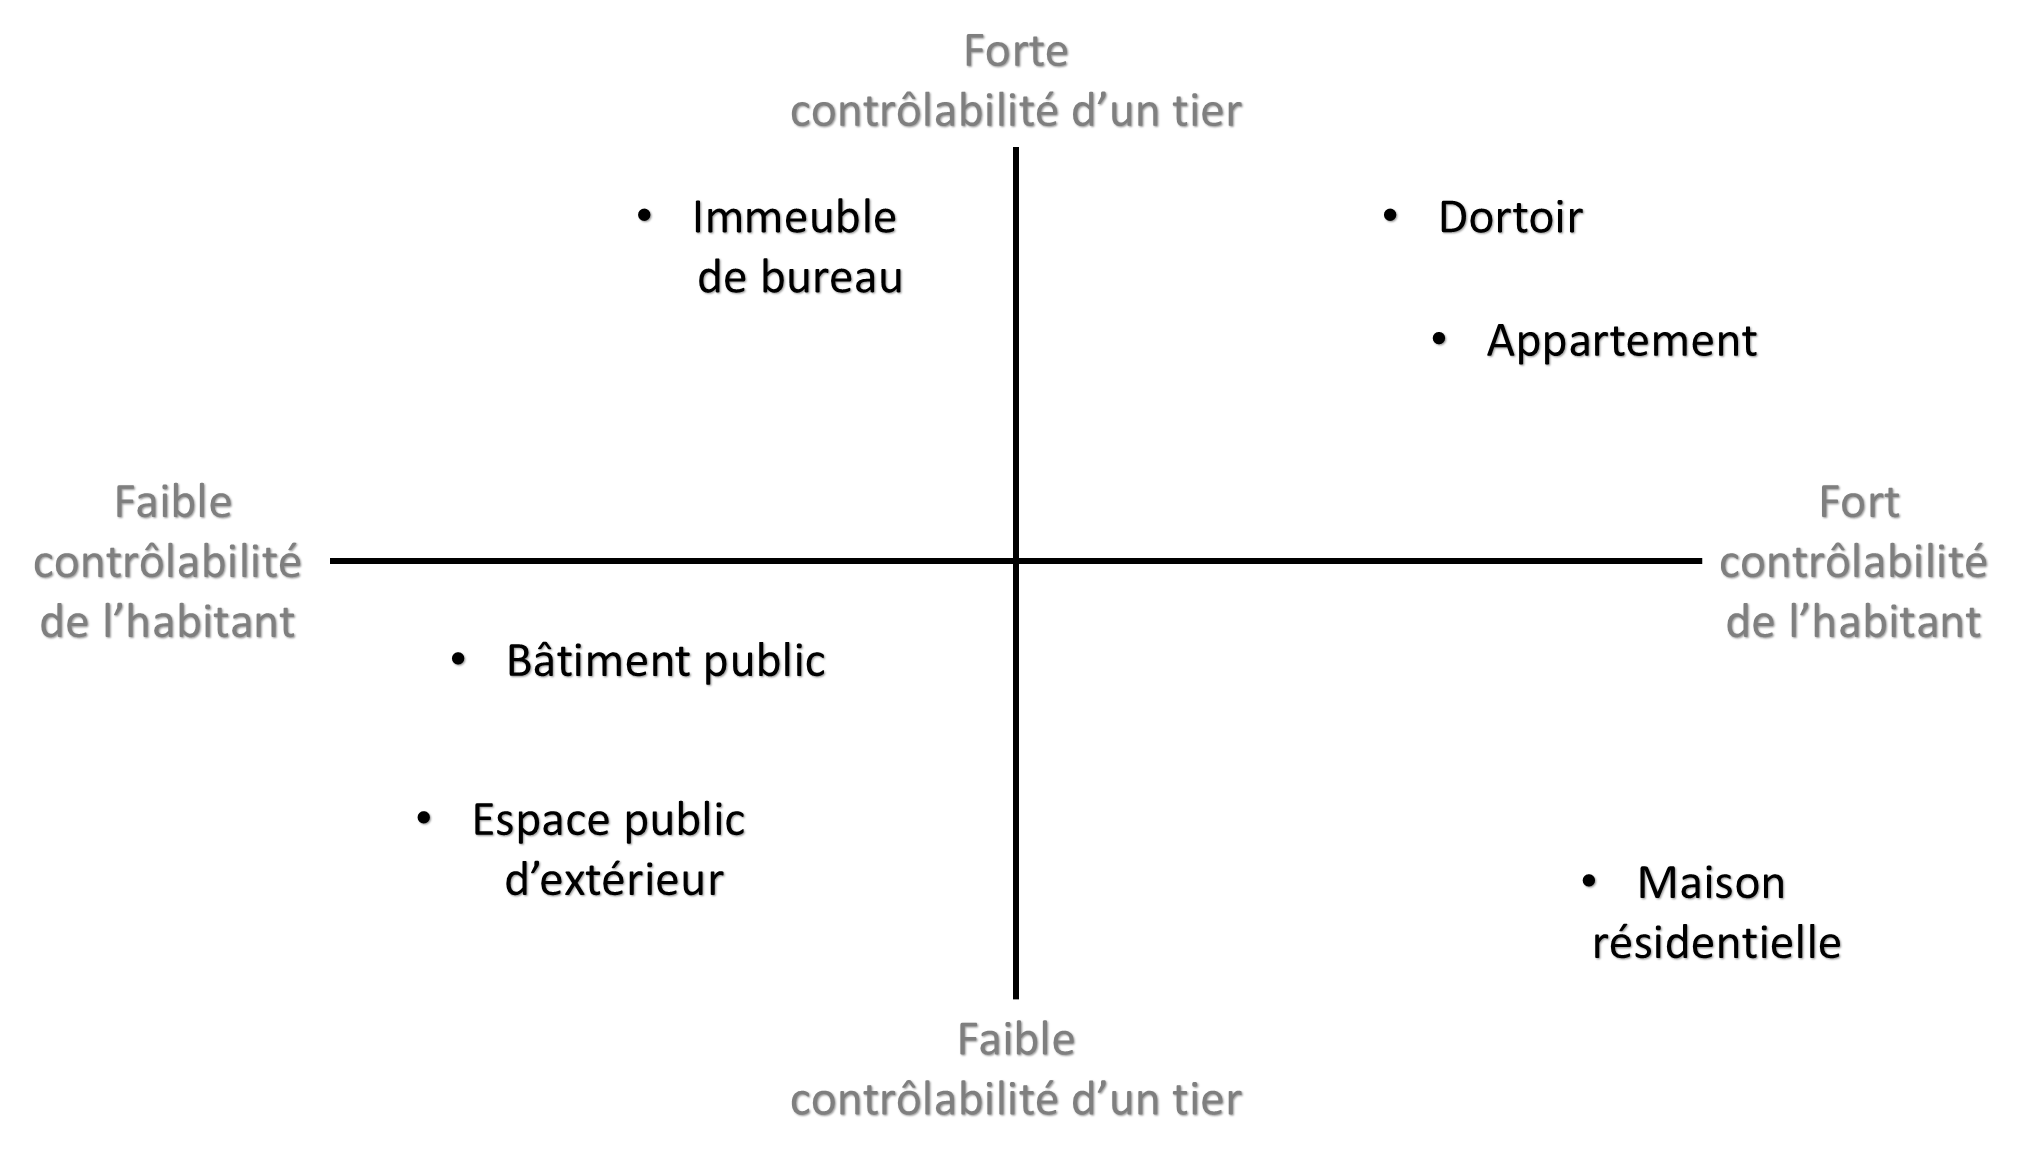 Forte
contrôlabilité d’un tier
• Immeuble
de bureau
• Dortoir
• Appartement
Faible
contrôlabilité
de l’habitant
Fort
contrôlabilité
de l’habitant
• Bâtiment public
• Espace public
d’extérieur
• Maison
résidentielle
Faible
contrôlabilité d’un tier